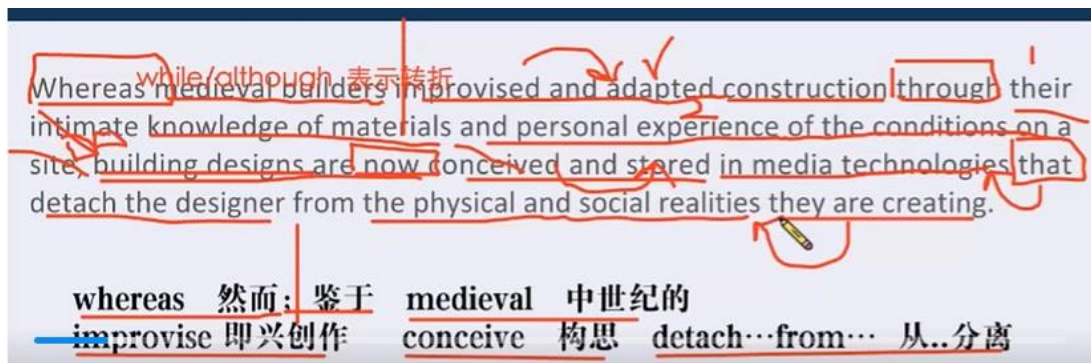 while/although 表示转折
Whereas medieval builders improvised and adapted construction through their
intimate knowledge of materials and personal experience of the conditions on a
site, building designs are now conceived and stored in media technologies that
detach the designer from the physical and social realities they are creating.
whereas 然而；鉴于 medieval 中世纪的
improvise 即兴创作 conceive 构思 detach…from… 从..分离